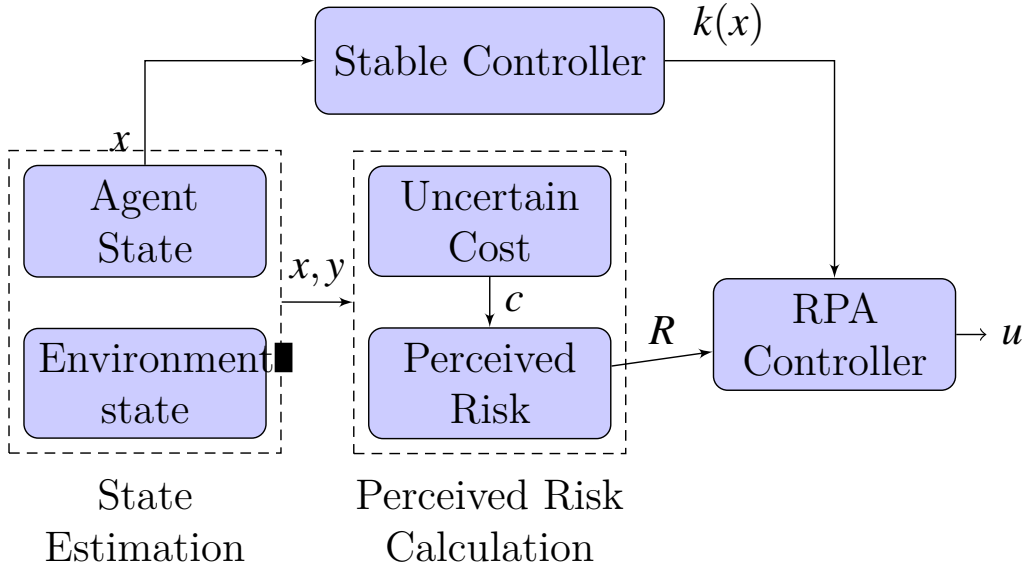 k(x)
Stable Controller
x
Agent
State
Uncertain
Cost
x, y
c
R
RPA
Controller
u
Environment
state
Perceived
Risk
State
Estimation
Perceived Risk
Calculation